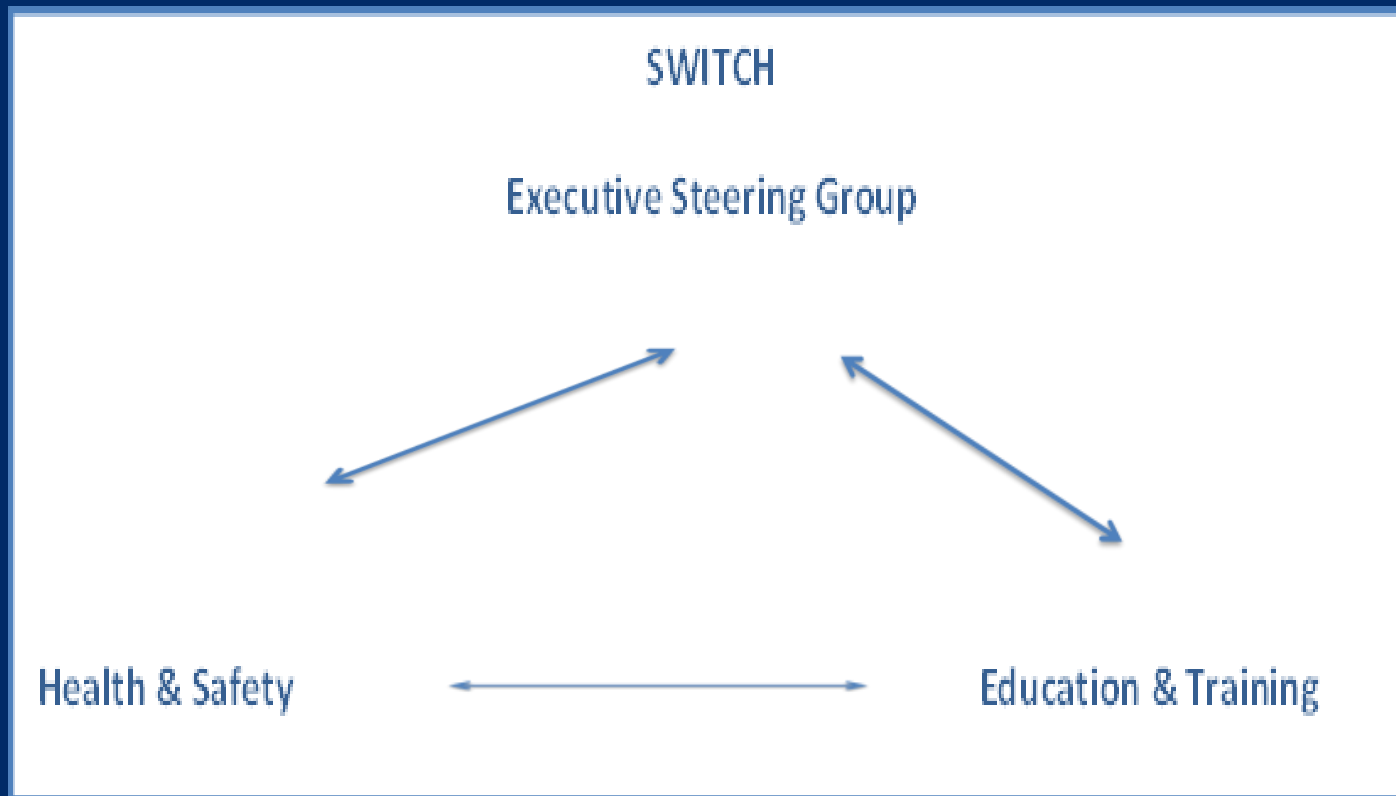 SWITCH
Executive Steering Group
Health & Safety
Education & Training